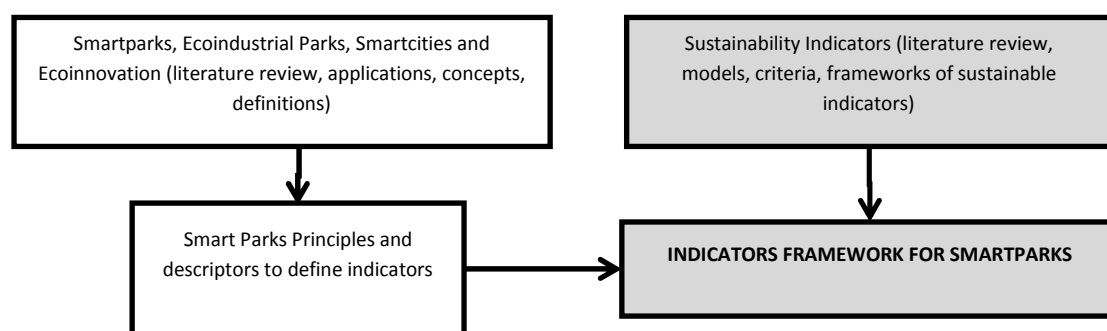 Smartparks, Ecoindustrial Parks, Smartcities and
Ecoinnovation (literature review, applications, concepts,
definitions)
Sustainability Indicators (literature review,
models, criteria, frameworks of sustainable
indicators)
Smart Parks Principles and
descriptors to define indicators
INDICATORS FRAMEWORK FOR SMARTPARKS